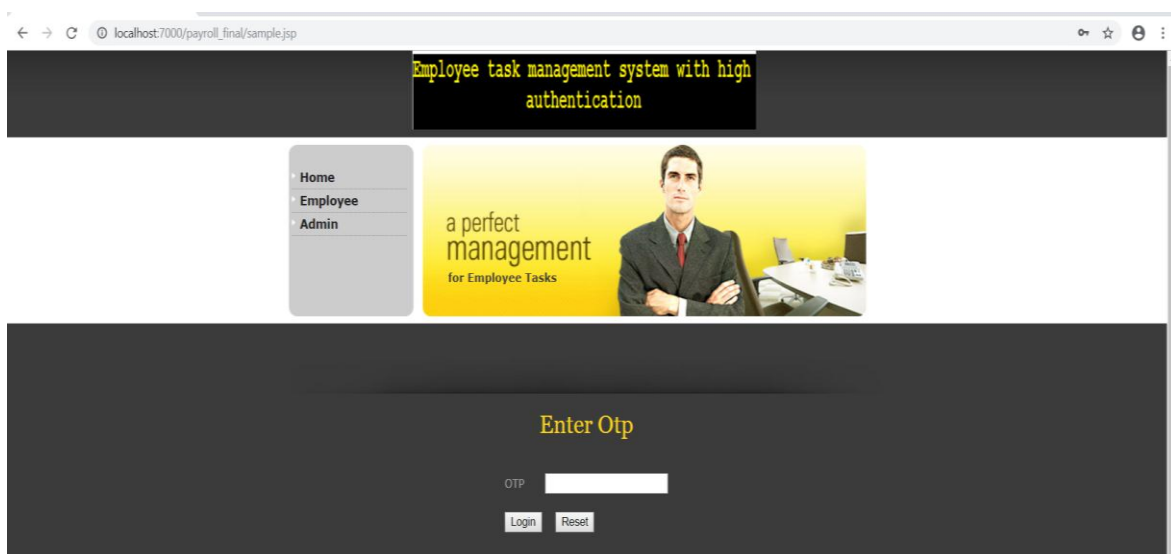 localhost:7000/payroll_final/sample.jsp
Employee task management system with high
authentication
Home
Employee
Admin
a perfect
management
for Employee Tasks
Enter Otp
OTP
Login Reset